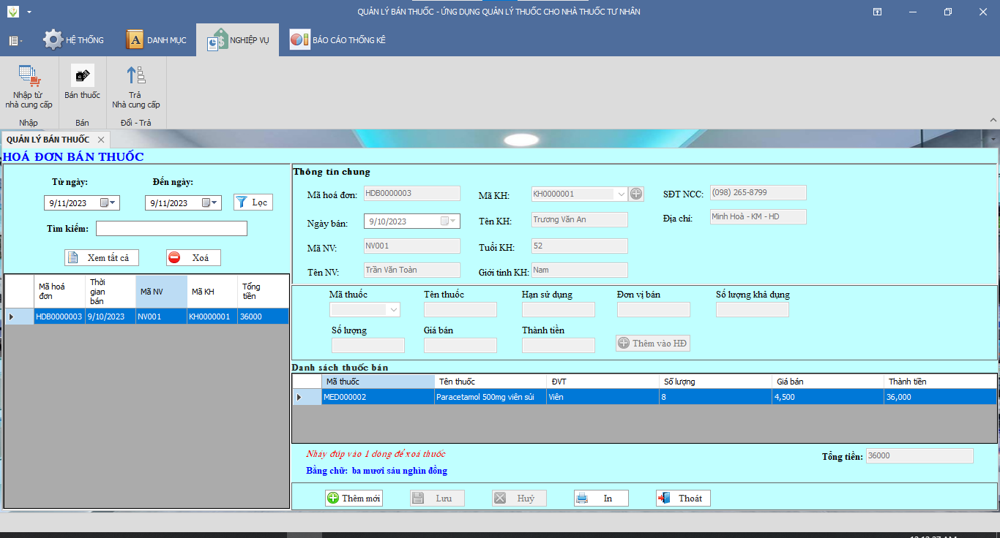 QUẢN LÝ BÁN THUỐC - ỨNG DỤNG QUẢN LÝ THUỐC CHO NHÀ THUỐC TƯ NHÂN
HỆ THỐNG
DANH MỤC
NGHIỆP VỤ
BÁO CÁO THỐNG KÊ
Nhập từ
nhà cung cấp
Bán thuốc
Trả
Nhà cung cấp
Nhập
Bán
Đổi - Trả
QUẢN LÝ BÁN THUỐC
HOÁ ĐƠN BÁN THUỐC
Từ ngày:
Đến ngày:
9/11/2023
9/11/2023
Lọc
Tìm kiếm:
Xem tất cả
Xoá
Mã hoá
đơn
Thời
gian
bán
Mã NV
Mã KH
Tổng
tiền
HDB0000003 9/10/2023 NV001 KH0000001 36000
Thông tin chung
Mã hoá đơn: HDB0000003
Mã KH: KH0000001
SĐT NCC: (098) 265-8799
Ngày bán: 9/10/2023
Tên KH: Trương Văn An
Địa chỉ: Minh Hoà - KM - HD
Mã NV: NV001
Tuổi KH: 52
Tên NV: Trần Văn Toàn
Giới tính KH: Nam
Mã thuốc
Tên thuốc
Hạn sử dụng
Đơn vị bán
Số lượng khả dụng
Số lượng
Giá bán
Thành tiền
Thêm vào HĐ
Danh sách thuốc bán
Mã thuốc Tên thuốc ĐVT Số lượng Giá bán Thành tiền
MED000002 Paracetamol 500mg viên sủi Viên 8 4,500 36,000
Nháy đúp vào 1 dòng để xoá thuốc
Tổng tiền: 36000
Bằng chữ: ba mươi sáu nghìn đồng
Thêm mới
Lưu
Huỷ
In
Thoát